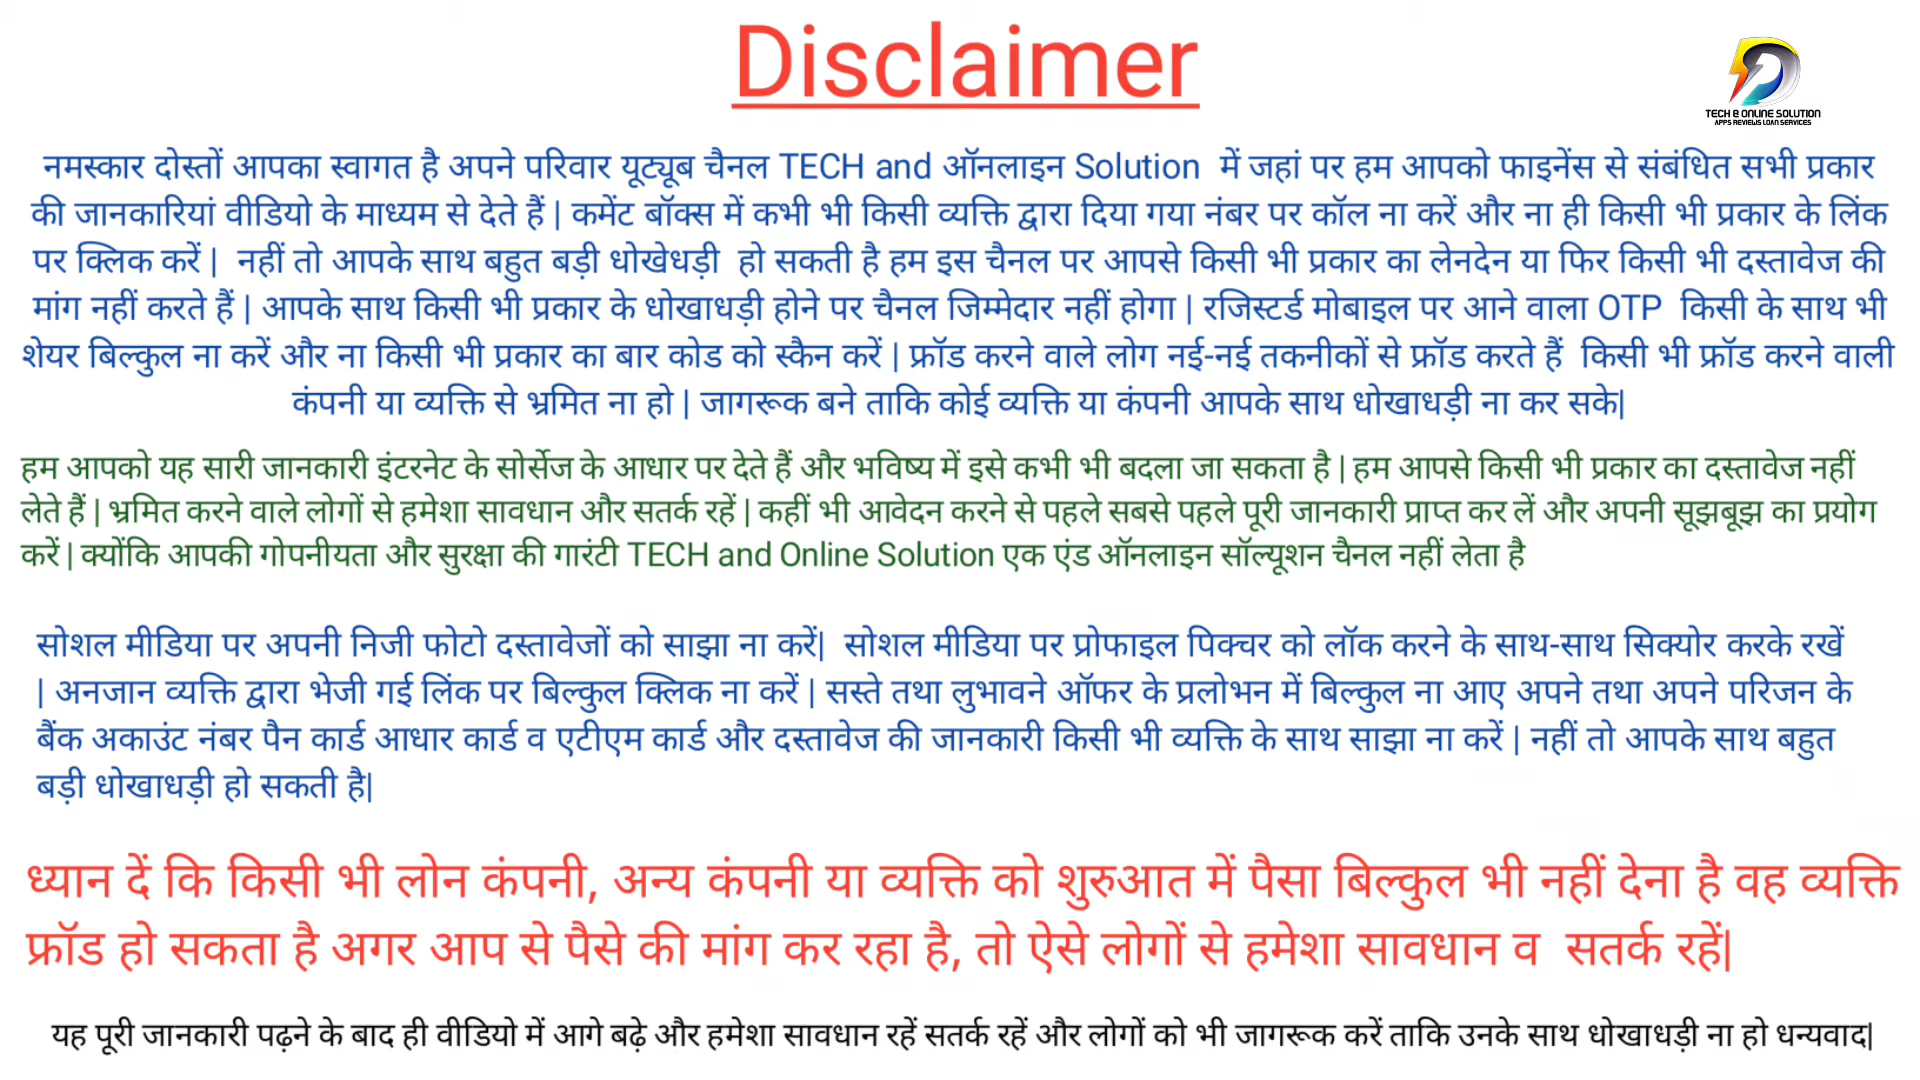 Disclaimer
TECH & ONLINE SOLUTION
APPS REVIEWS LOAN SERVICES
नमस्कार दोस्तों आपका स्वागत है अपने परिवार यूट्यूब चैनल TECH and ऑनलाइन Solution में जहां पर हम आपको फाइनेंस से संबंधित सभी प्रकार
की जानकारियां वीडियो के माध्यम से देते हैं | कमेंट बॉक्स में कभी भी किसी व्यक्ति द्वारा दिया गया नंबर पर कॉल ना करें और ना ही किसी भी प्रकार के लिंक
पर क्लिक करें | नहीं तो आपके साथ बहुत बड़ी धोखेधड़ी हो सकती है हम इस चैनल पर आपसे किसी भी प्रकार का लेनदेन या फिर किसी भी दस्तावेज की
मांग नहीं करते हैं | आपके साथ किसी भी प्रकार के धोखाधड़ी होने पर चैनल जिम्मेदार नहीं होगा | रजिस्टर्ड मोबाइल पर आने वाला OTP किसी के साथ भी
शेयर बिल्कुल ना करें और ना किसी भी प्रकार का बार कोड को स्कैन करें | फ्रॉड करने वाले लोग नई-नई तकनीकों से फ्रॉड करते हैं किसी भी फ्रॉड करने वाली
कंपनी या व्यक्ति से भ्रमित ना हो | जागरूक बने ताकि कोई व्यक्ति या कंपनी आपके साथ धोखाधड़ी ना कर सके|
हम आपको यह सारी जानकारी इंटरनेट के सोर्सेज के आधार पर देते हैं और भविष्य में इसे कभी भी बदला जा सकता है | हम आपसे किसी भी प्रकार का दस्तावेज नहीं
लेते हैं | भ्रमित करने वाले लोगों से हमेशा सावधान और सतर्क रहें | कहीं भी आवेदन करने से पहले सबसे पहले पूरी जानकारी प्राप्त कर लें और अपनी सूझबूझ का प्रयोग
करें | क्योंकि आपकी गोपनीयता और सुरक्षा की गारंटी TECH and Online Solution एक एंड ऑनलाइन सॉल्यूशन चैनल नहीं लेता है
सोशल मीडिया पर अपनी निजी फोटो दस्तावेजों को साझा ना करें| सोशल मीडिया पर प्रोफाइल पिक्चर को लॉक करने के साथ-साथ सिक्योर करके रखें
| अनजान व्यक्ति द्वारा भेजी गई लिंक पर बिल्कुल क्लिक ना करें | सस्ते तथा लुभावने ऑफर के प्रलोभन में बिल्कुल ना आए अपने तथा अपने परिजन के
बैंक अकाउंट नंबर पैन कार्ड आधार कार्ड व एटीएम कार्ड और दस्तावेज की जानकारी किसी भी व्यक्ति के साथ साझा ना करें | नहीं तो आपके साथ बहुत
बड़ी धोखाधड़ी हो सकती है|
ध्यान दें कि किसी भी लोन कंपनी, अन्य कंपनी या व्यक्ति को शुरुआत में पैसा बिल्कुल भी नहीं देना है वह व्यक्ति
फ्रॉड हो सकता है अगर आप से पैसे की मांग कर रहा है, तो ऐसे लोगों से हमेशा सावधान व सतर्क रहें|
यह पूरी जानकारी पढ़ने के बाद ही वीडियो में आगे बढ़े और हमेशा सावधान रहें सतर्क रहें और लोगों को भी जागरूक करें ताकि उनके साथ धोखाधड़ी ना हो धन्यवाद|